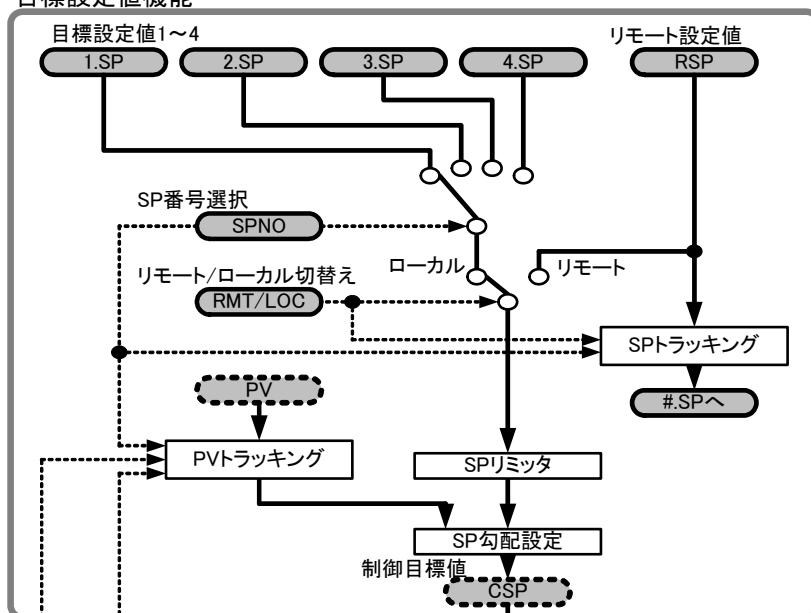 目標設定値機能
目標設定値1～4
リモート設定値
1.SP
2.SP
3.SP
4.SP
RSP
SP番号選択
SPNO
ローカル
リモート
リモート/ローカル切替え
RMT/LOC
SPトラッキング
PV
#.SPへ
PVトラッキング
SPリミッタ
SP勾配設定
制御目標値
CSP